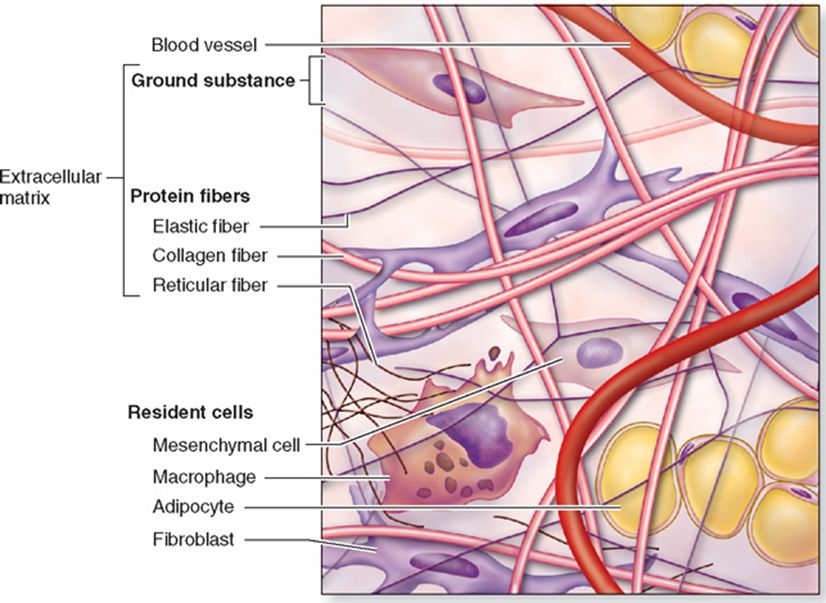 Blood vessel
Ground substance
Extracellular
matrix
Protein fibers
Elastic fiber
Collagen fiber
Reticular fiber
Resident cells
Mesenchymal cell
Macrophage
Adipocyte
Fibroblast